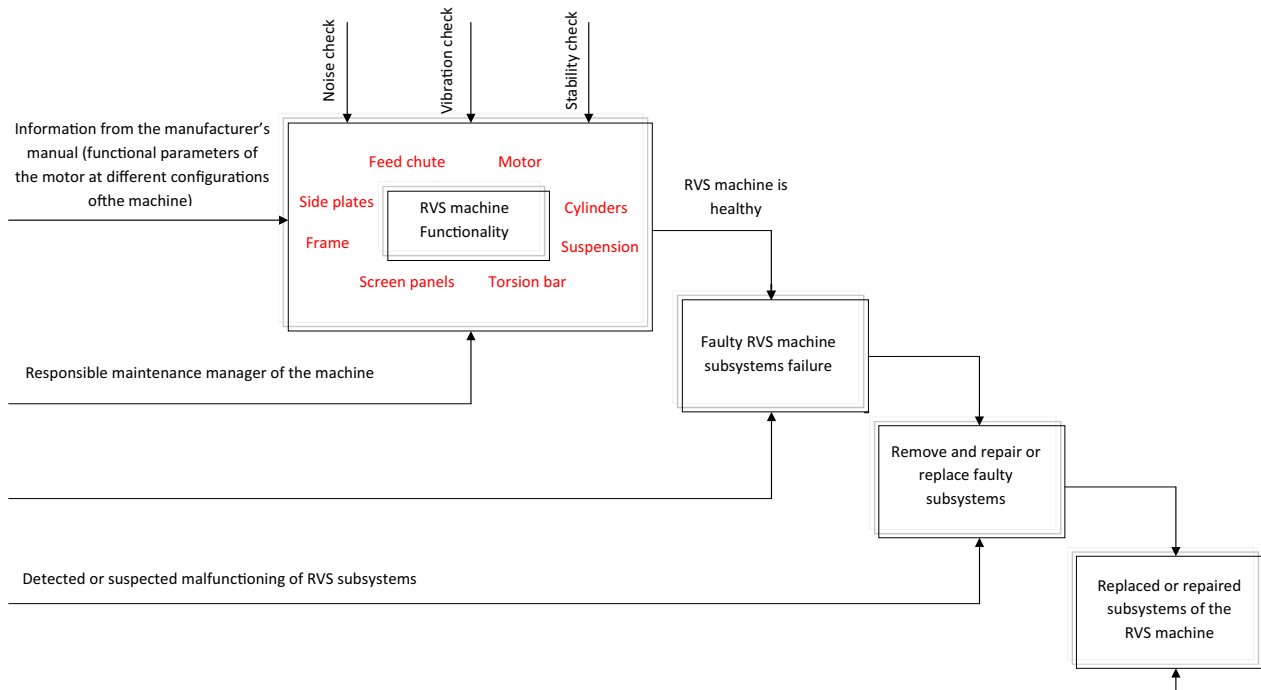 Noise check
Vibration check
Stability check
Information from the manufacturer’s
manual (functional parameters of
the motor at different configurations
ofthe machine)
Feed chute
Motor
Side plates
RVS machine
Functionality
Cylinders
Frame
Suspension
Screen panels
Torsion bar
RVS machine is
healthy
Responsible maintenance manager of the machine
Faulty RVS machine
subsystems failure
Remove and repair or
replace faulty
subsystems
Detected or suspected malfunctioning of RVS subsystems
Replaced or repaired
subsystems of the
RVS machine